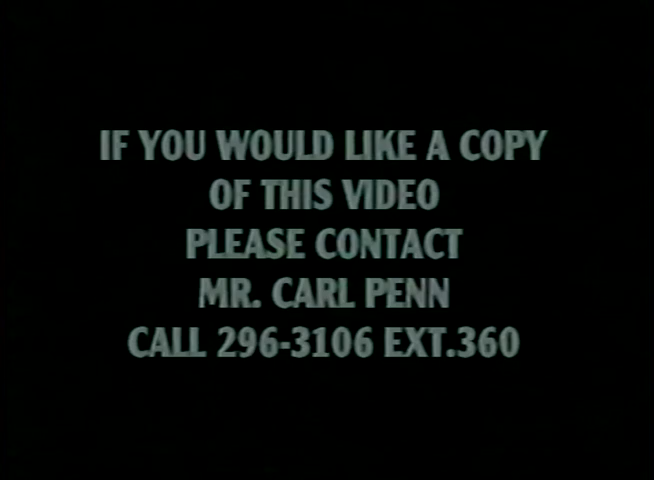 IF YOU WOULD LIKE A COPY
OF THIS VIDEO
PLEASE CONTACT
MR. CARL PENN
CALL 296-3106 EXT.360